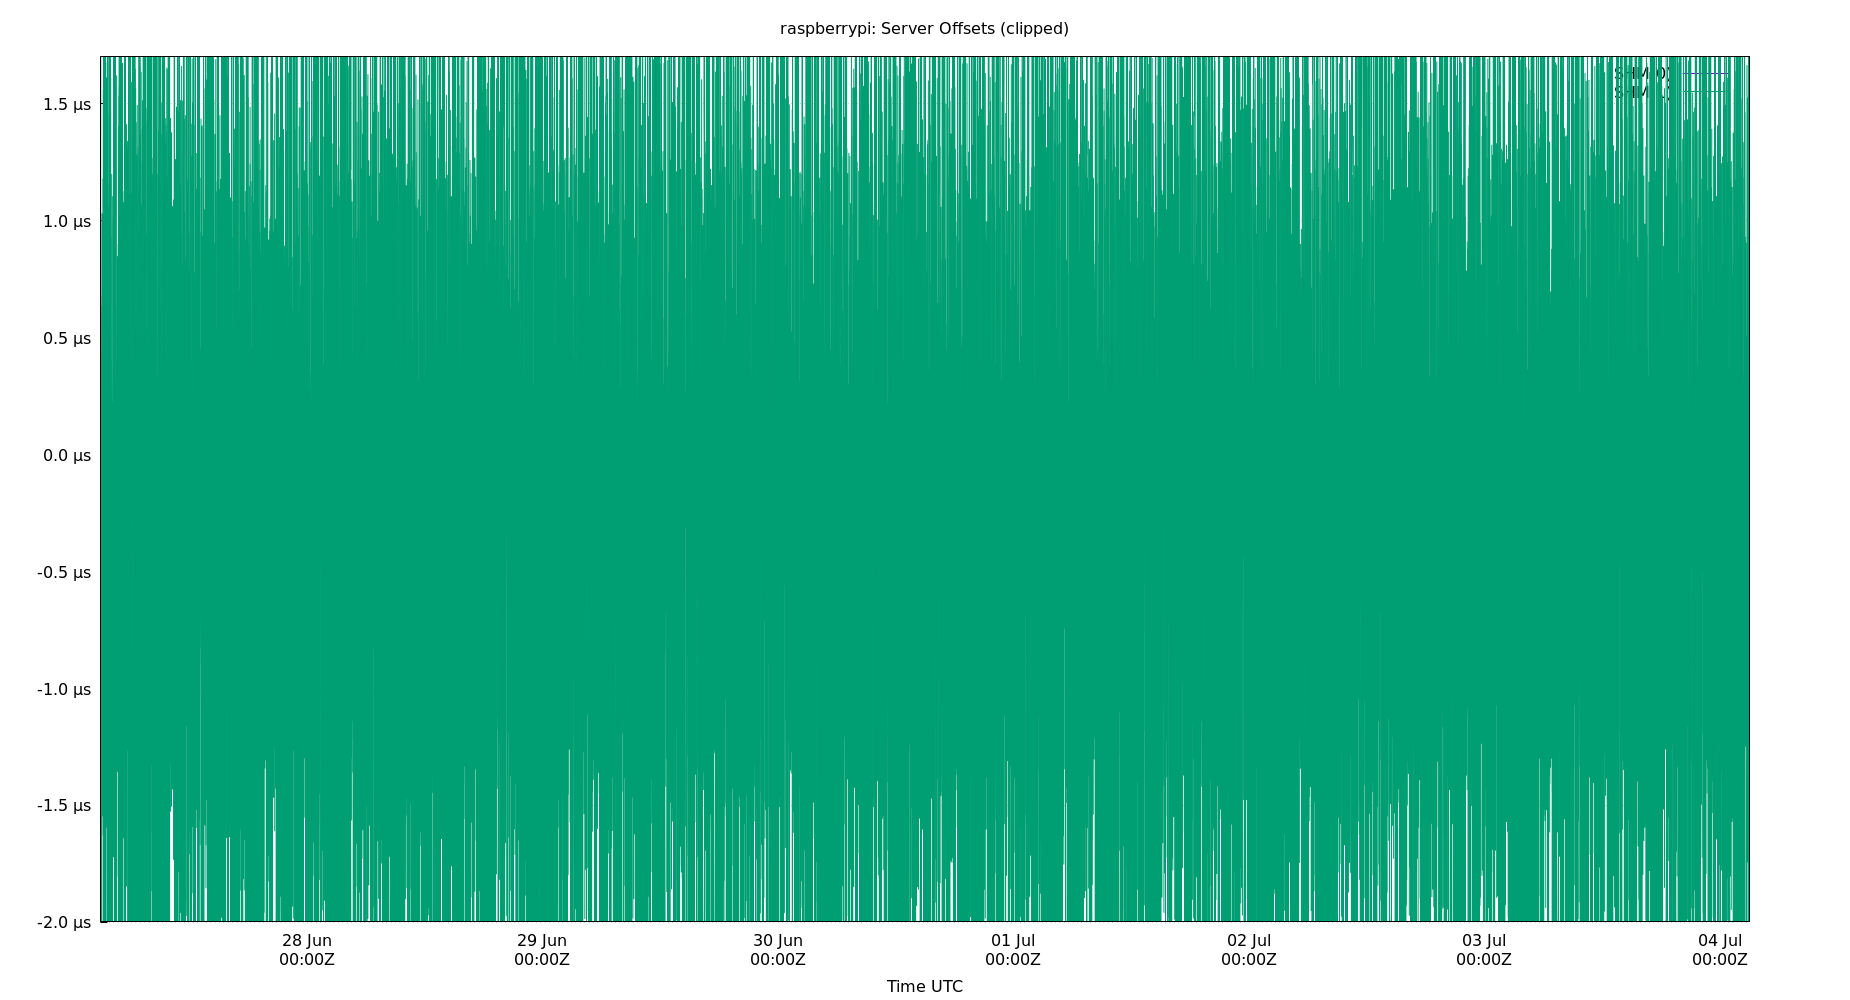 raspberrypi: Server Offsets (clipped)
1.5 µs
1.0 µs
0.5 µs
0.0 µs
-0.5 µs
-1.0 µs
-1.5 µs
-2.0 µs
28 Jun
00:00Z
29 Jun
00:00Z
30 Jun
00:00Z
01 Jul
00:00Z
02 Jul
00:00Z
03 Jul
00:00Z
04 Jul
00:00Z
Time UTC